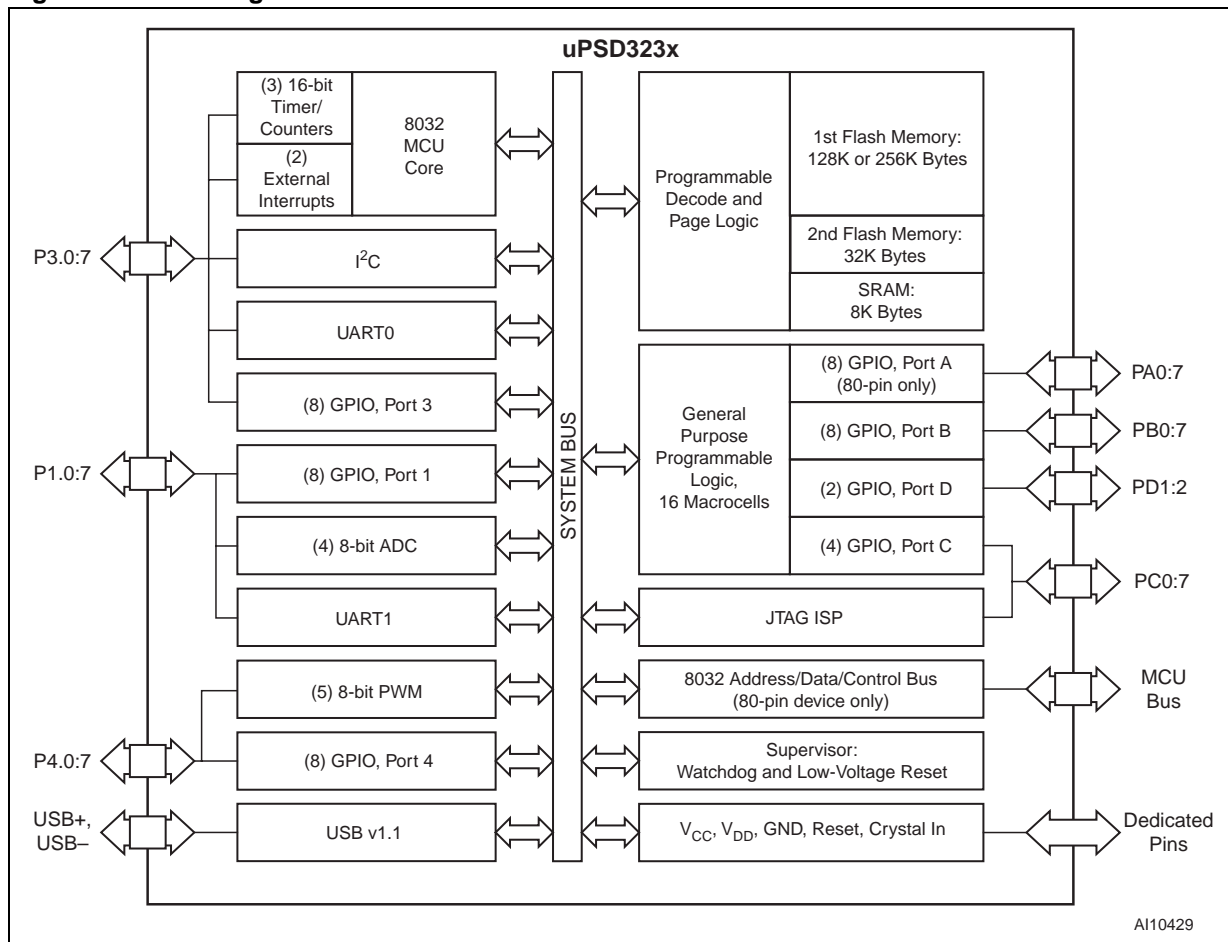 uPSD323x
(3) 16-bit
Timer/
Counters
(2)
External
Interrupts
8032
MCU
Core
I²C
UART0
(8) GPIO, Port 3
(8) GPIO, Port 1
(4) 8-bit ADC
UART1
(5) 8-bit PWM
(8) GPIO, Port 4
USB v1.1
P3.0:7
P1.0:7
P4.0:7
USB+,
USB–
SYSTEM BUS
Programmable
Decode and
Page Logic
1st Flash Memory:
128K or 256K Bytes
2nd Flash Memory:
32K Bytes
SRAM:
8K Bytes
General
Purpose
Programmable
Logic,
16 Macrocells
(8) GPIO, Port A
(80-pin only)
(8) GPIO, Port B
(2) GPIO, Port D
(4) GPIO, Port C
JTAG ISP
8032 Address/Data/Control Bus
(80-pin device only)
Supervisor:
Watchdog and Low-Voltage Reset
VCC, VDD, GND, Reset, Crystal In
PA0:7
PB0:7
PD1:2
PC0:7
MCU
Bus
Dedicated
Pins
AI10429